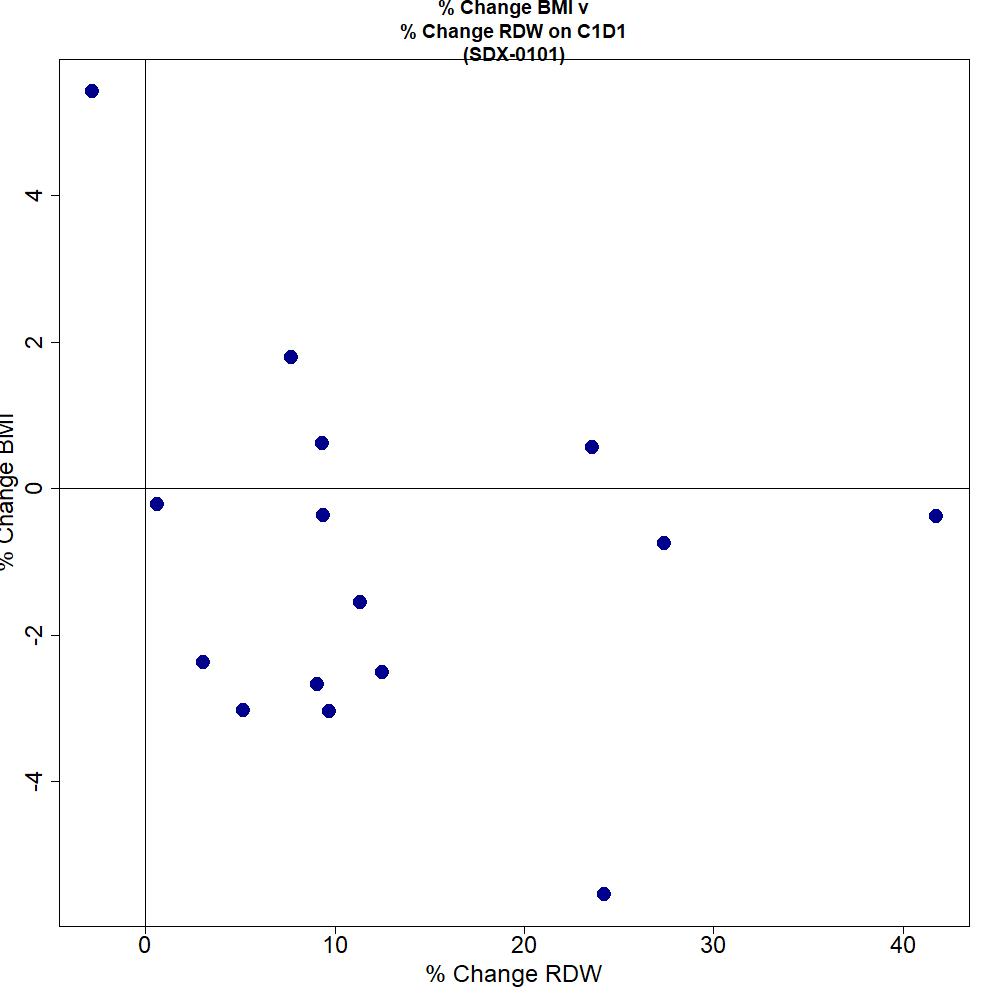 % Change BMI v
% Change RDW on C1D1
(SDX-0101)
% Change BMI
4
2
0
-2
-4
0 10 20 30 40
% Change RDW